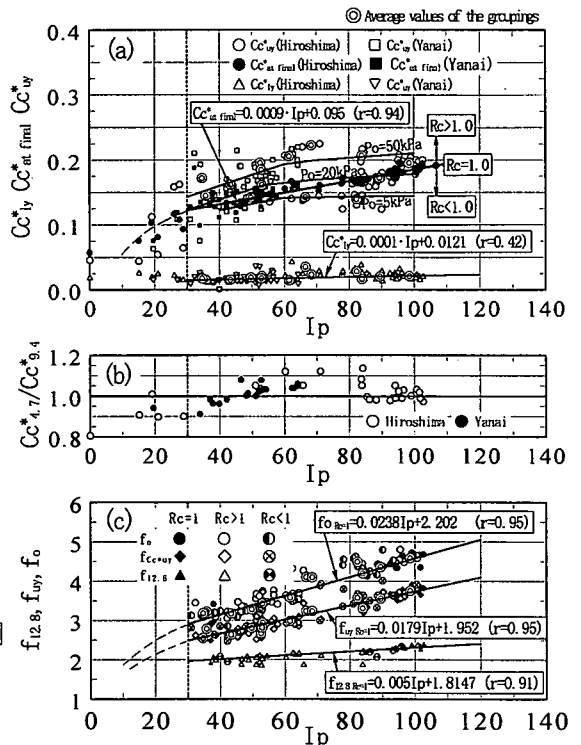 ◎ Average values of the groupings
(a)
○ Cc*uy(Hiroshima) □ Cc*uy(Yanai)
● Cc*at final(Hiroshima) ■ Cc*at final(Yanai)
△ Cc*ly(Hiroshima) ▽ Cc*uy(Yanai)
Cc*at final=0.0009·Ip+0.095 (r=0.94)
Rc>1.0
Po=50kPa
Rc=1.0
Po=20kPa
Rc<1.0
Po=5kPa
Cc*ly=0.0001·Ip+0.0121 (r=0.42)
Cc*ly Cc*at final Cc*uy
0.4
0.3
0.2
0.1
0.0
0 20 40 60 80 100 120 140
Ip
(b)
Cc*4.7/Cc*9.4
1.2
1.0
0.8
○ Hiroshima ● Yanai
0 20 40 60 80 100 120 140
Ip
(c)
Rc=1 Rc>1 Rc<1
fo
fCc*uy
f12.8
fo Rc=1=0.0238Ip+2.202 (r=0.95)
fuy Rc=1=0.0179Ip+1.952 (r=0.95)
f12.8 Rc=1=0.005Ip+1.8147 (r=0.91)
f12.8, fuy, fo
6
5
4
3
2
1
0 20 40 60 80 100 120 140
Ip